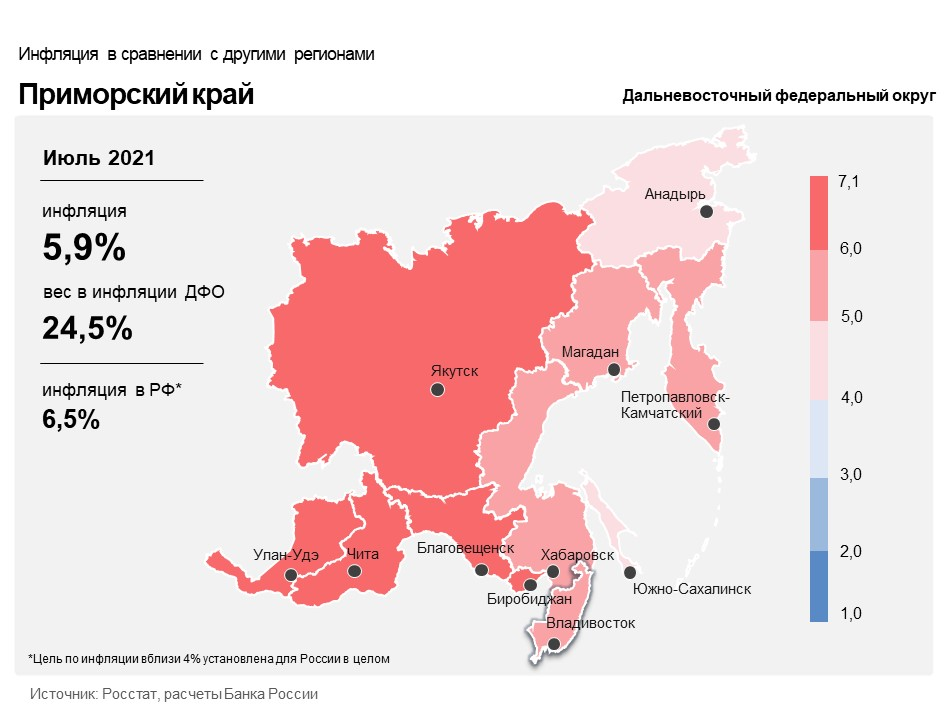 Инфляция в сравнении с другими регионами
Приморский край
Дальневосточный федеральный округ
Июль 2021
инфляция
5,9%
вес в инфляции ДФО
24,5%
инфляция в РФ*
6,5%
Анадырь
Магадан
Якутск
Петропавловск-
Камчатский
Улан-Удэ
Чита
Благовещенск
Хабаровск
Биробиджан
Южно-Сахалинск
Владивосток
7,1
6,0
5,0
4,0
3,0
2,0
1,0
*Цель по инфляции вблизи 4% установлена для России в целом
Источник: Росстат, расчеты Банка России